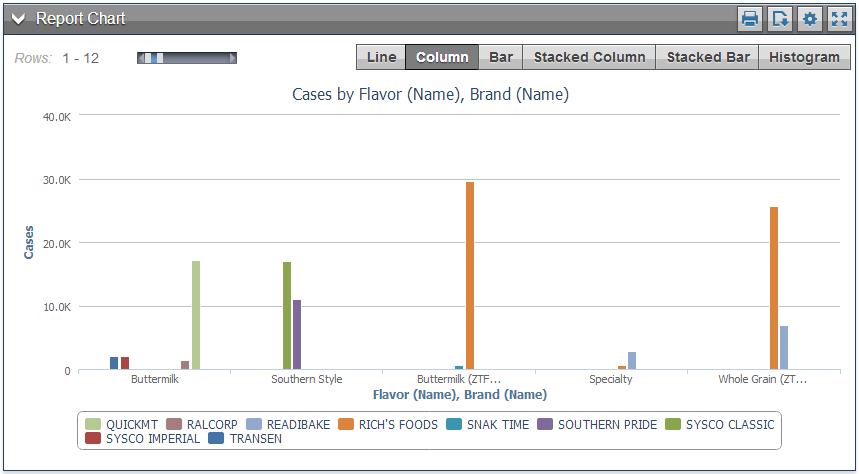 Report Chart
Rows: 1 - 12
Line Column Bar Stacked Column Stacked Bar Histogram
Cases by Flavor (Name), Brand (Name)
40.0K
30.0K
20.0K
10.0K
0
Cases
Buttermilk Southern Style Buttermilk (ZTF... Specialty Whole Grain (ZT...
Flavor (Name), Brand (Name)
QUICKMT RALCORP READIBAKE RICH'S FOODS SNAK TIME SOUTHERN PRIDE SYSCO CLASSIC
SYSCO IMPERIAL TRANSEN